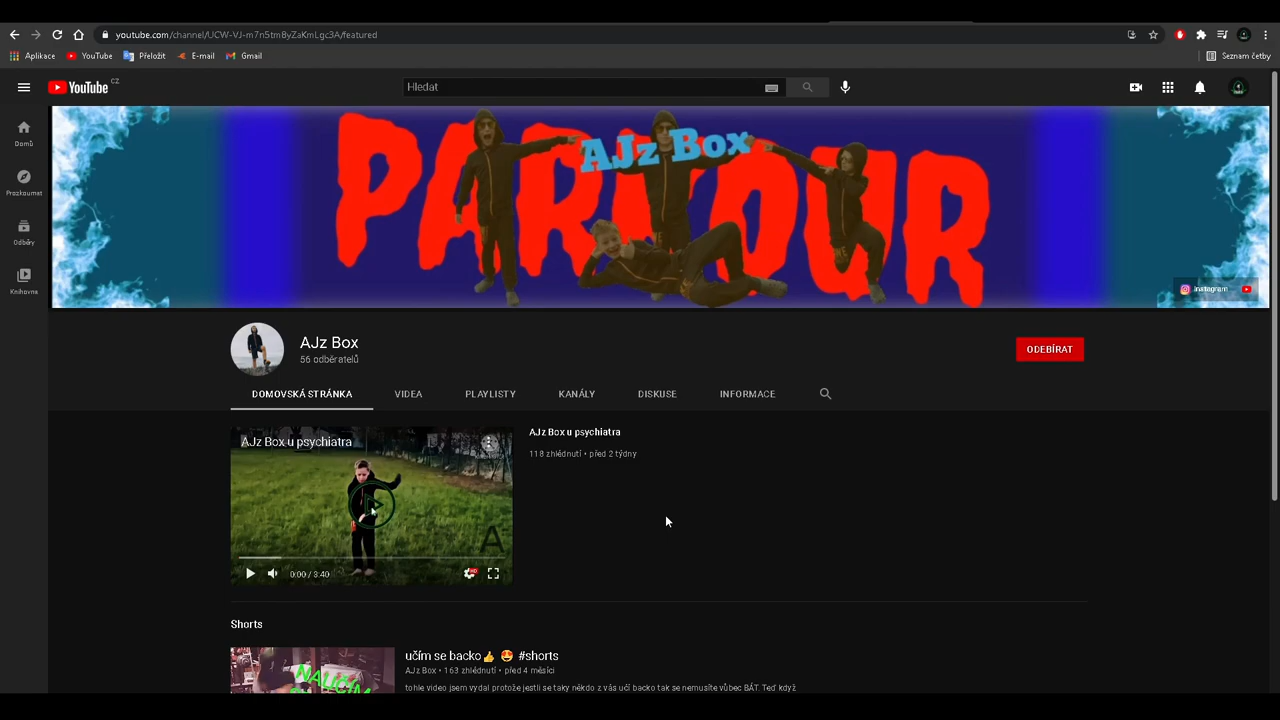 youtube.com/channel/UCW-VJ-m7n5tm8yZaKmLgc3A/featured
Aplikace YouTube Přeložit E-mail Gmail Seznam četby
YouTube CZ
Hledat
Domů
Prozkoumat
Odběry
Knihovna
PARKOUR
AJz Box
Instagram
AJz Box
56 odběratelů
ODEBÍRAT
DOMOVSKÁ STRÁNKA VIDEA PLAYLISTY KANÁLY DISKUSE INFORMACE
AJz Box u psychiatra
A
0:00 / 3:40
HD
AJz Box u psychiatra
118 zhlédnutí • před 2 týdny
Shorts
NAUČÍM
učím se backo👍 🤩 #shorts
AJz Box • 163 zhlédnutí • před 4 měsíci
tohle video jsem vydal protože jestli se taky někdo z vás učí backo tak se nemusíte vůbec BÁT. Teď když